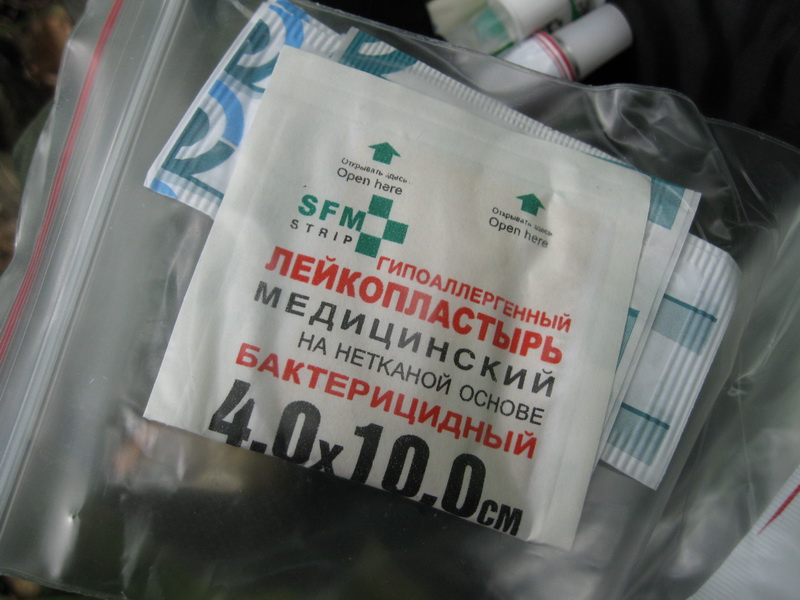 Открывать здесь
Open here
Открывать здесь
Open here
SFM
STRIP
ГИПОАЛЛЕРГЕННЫЙ
ЛЕЙКОПЛАСТЫРЬ
МЕДИЦИНСКИЙ
НА НЕТКАНОЙ ОСНОВЕ
БАКТЕРИЦИДНЫЙ
4,0х10,0см